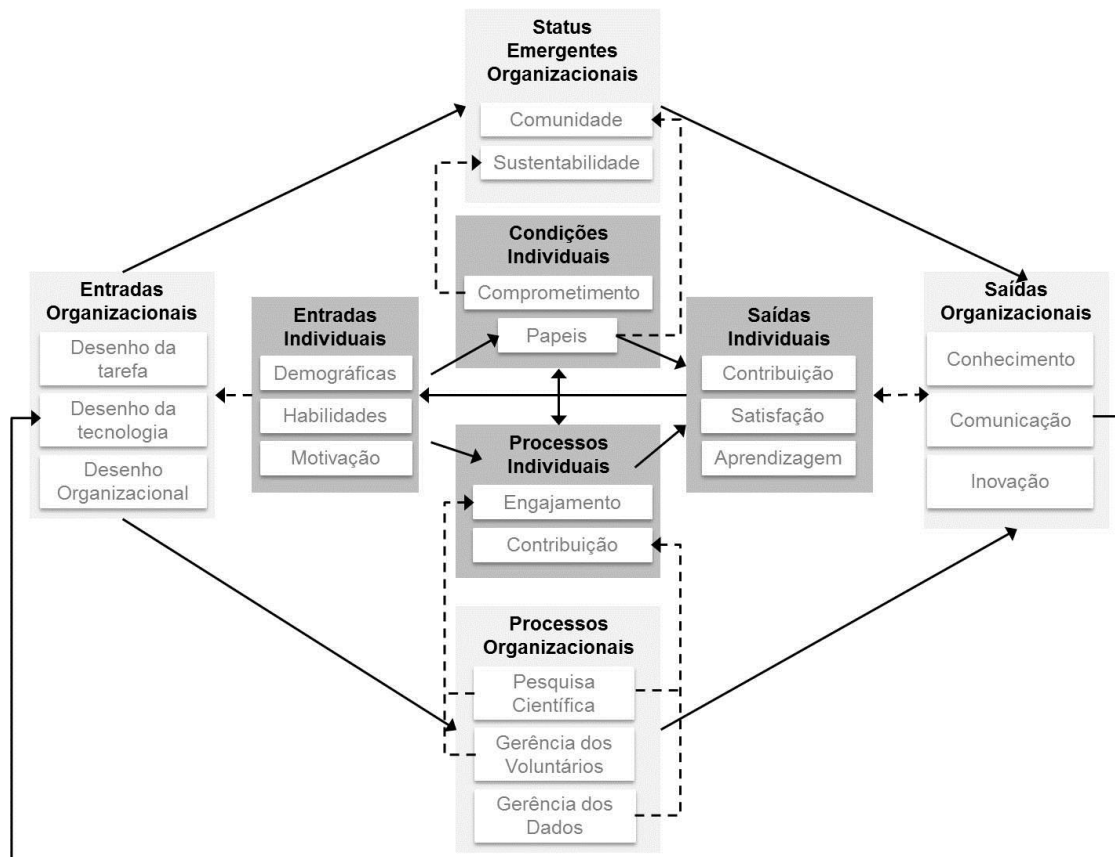 Status
Emergentes
Organizacionais
Comunidade
Sustentabilidade
Condições
Individuais
Comprometimento
Papeis
Entradas
Organizacionais
Desenho da
tarefa
Desenho da
tecnologia
Desenho
Organizacional
Entradas
Individuais
Demográficas
Habilidades
Motivação
Processos
Individuais
Engajamento
Contribuição
Saídas
Individuais
Contribuição
Satisfação
Aprendizagem
Saídas
Organizacionais
Conhecimento
Comunicação
Inovação
Processos
Organizacionais
Pesquisa
Científica
Gerência dos
Voluntários
Gerência dos
Dados